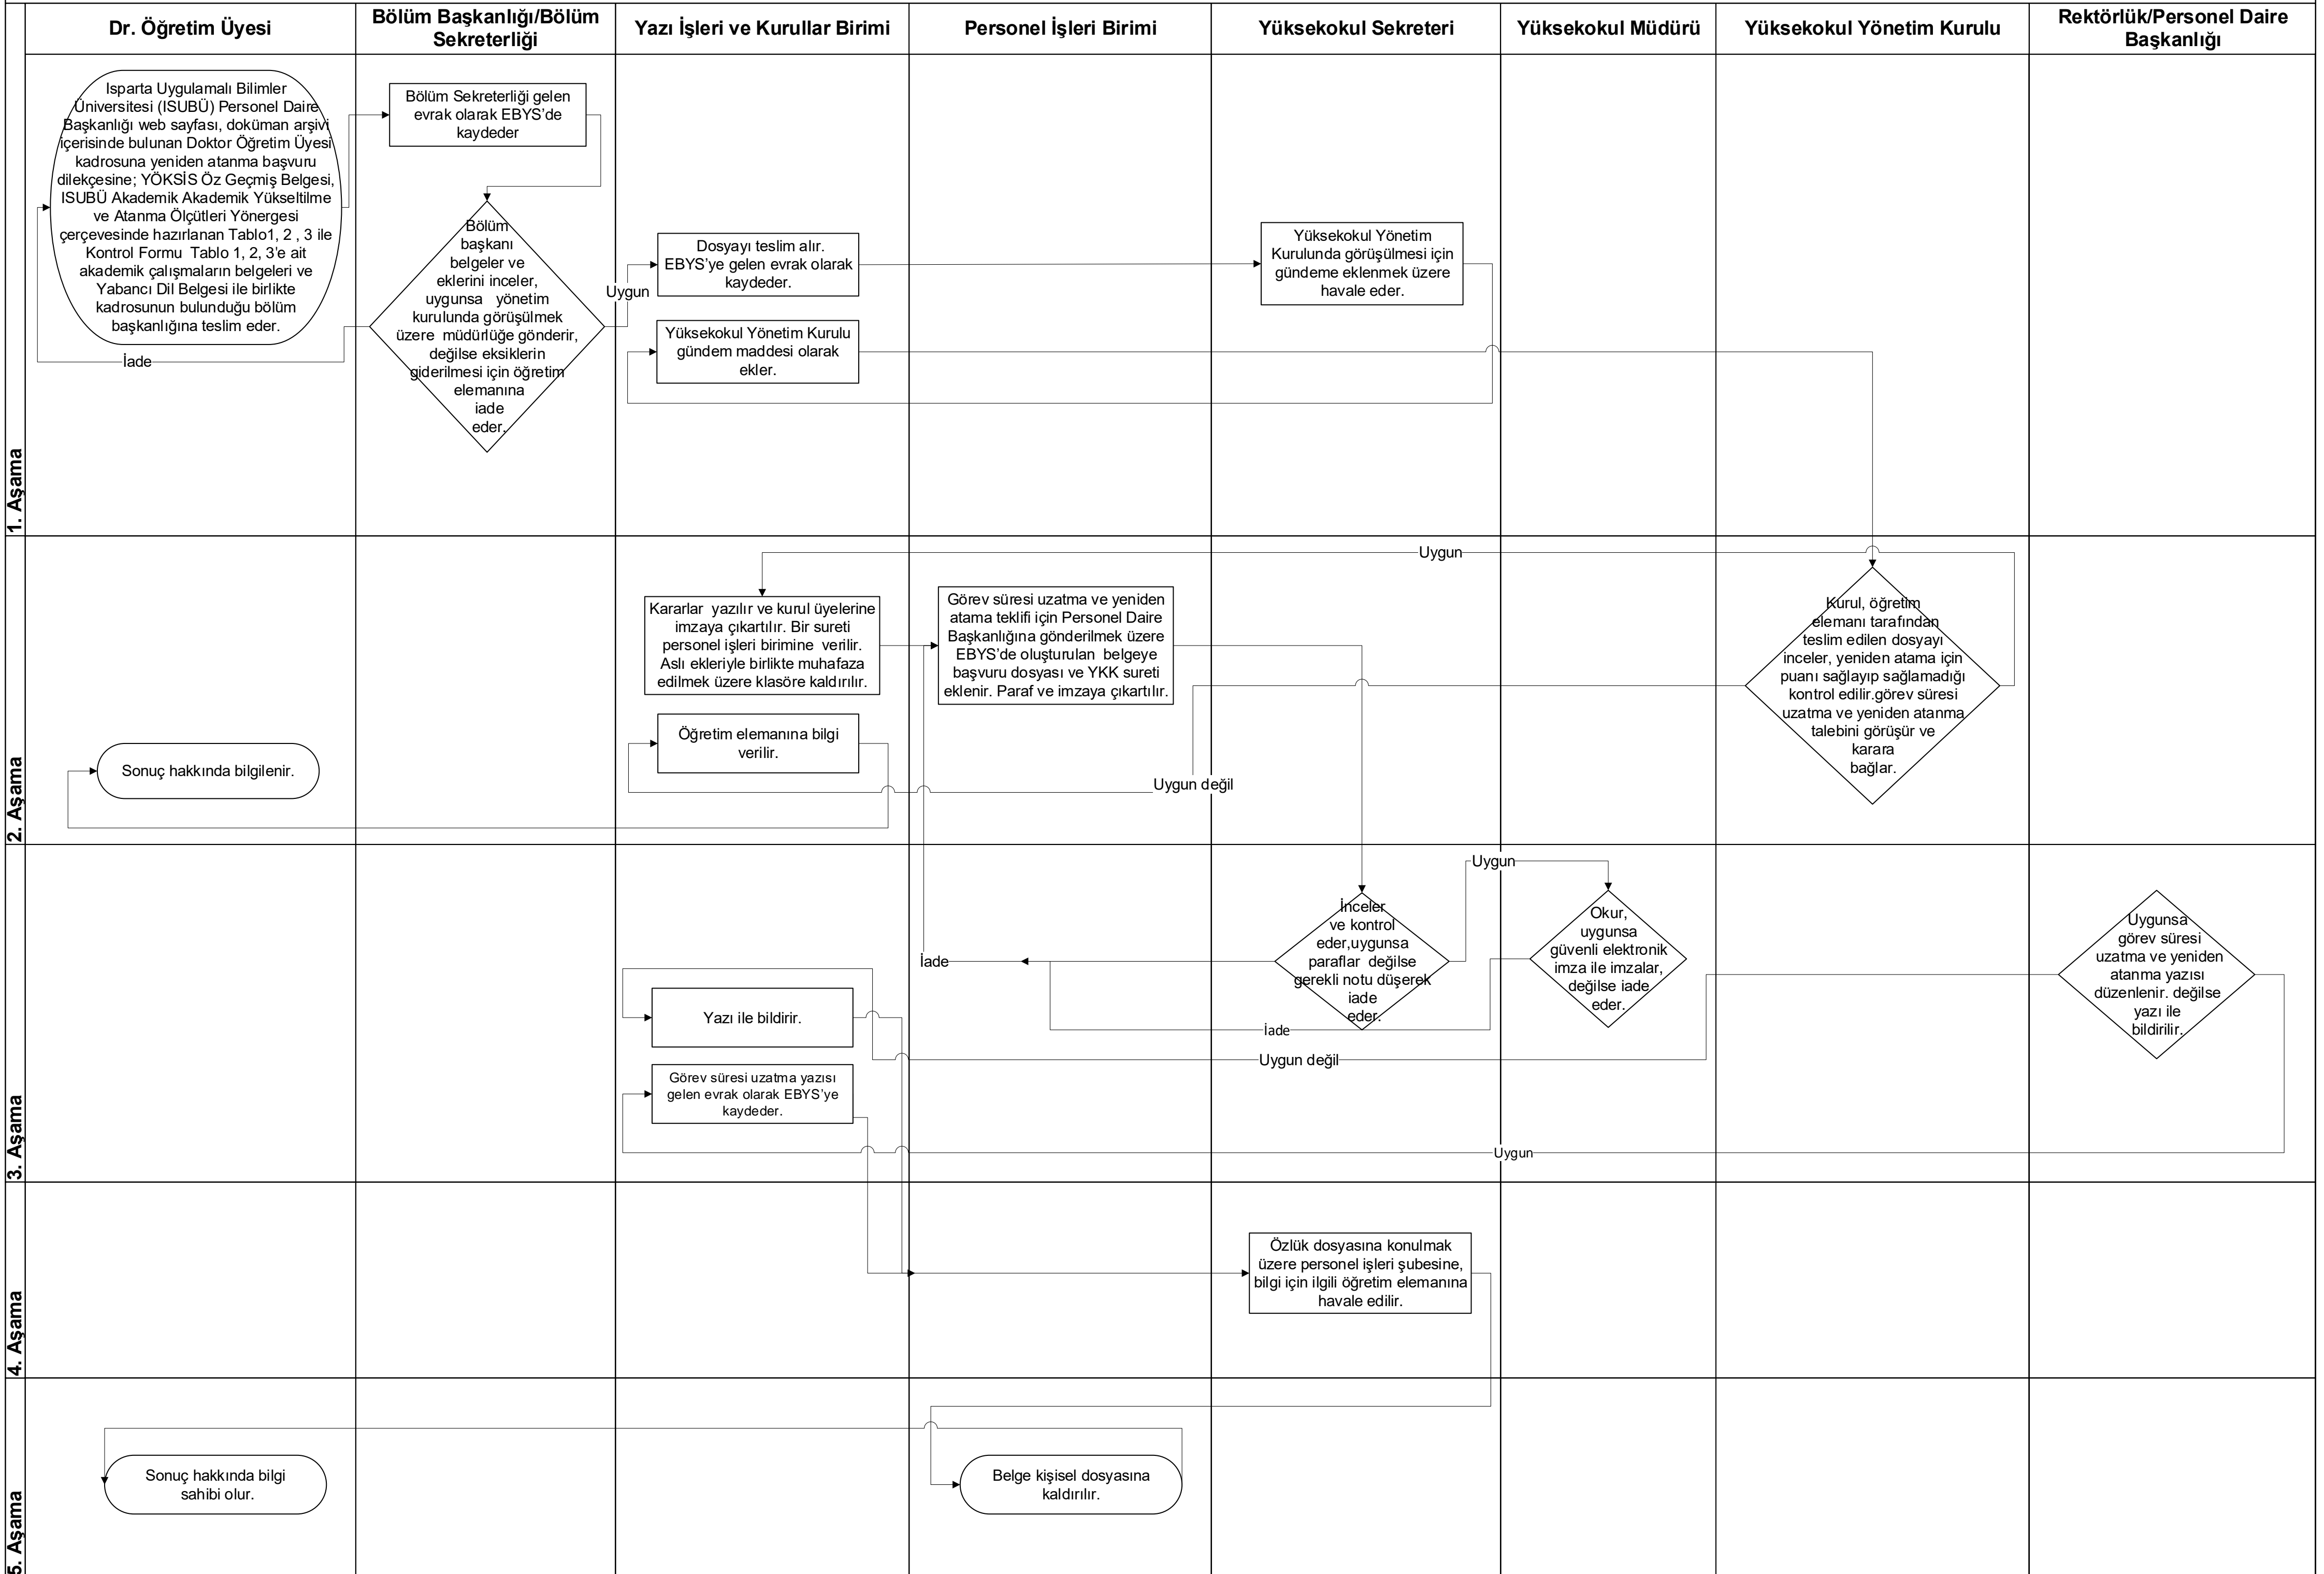 Dr. Öğretim Üyesi
Bölüm Başkanlığı/Bölüm
Sekreterliği
Yazı İşleri ve Kurullar Birimi
Personel İşleri Birimi
Yüksekokul Sekreteri
Yüksekokul Müdürü
Yüksekokul Yönetim Kurulu
Rektörlük/Personel Daire
Başkanlığı
1. Aşama
Isparta Uygulamalı Bilimler
Üniversitesi (ISUBÜ) Personel Daire
Başkanlığı web sayfası, doküman arşivi
içerisinde bulunan Doktor Öğretim Üyesi
kadrosuna yeniden atanma başvuru
dilekçesine; YÖKSİS Öz Geçmiş Belgesi,
ISUBÜ Akademik Akademik Yükseltilme
ve Atanma Ölçütleri Yönergesi
çerçevesinde hazırlanan Tablo1, 2 , 3 ile
Kontrol Formu Tablo 1, 2, 3'e ait
akademik çalışmaların belgeleri ve
Yabancı Dil Belgesi ile birlikte
kadrosunun bulunduğu bölüm
başkanlığına teslim eder.
İade
Bölüm Sekreterliği gelen
evrak olarak EBYS'de
kaydeder
Bölüm
başkanı
belgeler ve
eklerini inceler,
uygunsa yönetim
kurulunda görüşülmek
üzere müdürlüğe gönderir,
değilse eksiklerin
giderilmesi için öğretim
elemanına
iade
eder.
Uygun
Dosyayı teslim alır.
EBYS'ye gelen evrak olarak
kaydeder.
Yüksekokul Yönetim Kurulu
gündem maddesi olarak
ekler.
Yüksekokul Yönetim
Kurulunda görüşülmesi için
gündeme eklenmek üzere
havale eder.
2. Aşama
Uygun
Sonuç hakkında bilgilenir.
Kararlar yazılır ve kurul üyelerine
imzaya çıkartılır. Bir sureti
personel işleri birimine verilir.
Aslı ekleriyle birlikte muhafaza
edilmek üzere klasöre kaldırılır.
Öğretim elemanına bilgi
verilir.
Görev süresi uzatma ve yeniden
atama teklifi için Personel Daire
Başkanlığına gönderilmek üzere
EBYS'de oluşturulan belgeye
başvuru dosyası ve YKK sureti
eklenir. Paraf ve imzaya çıkartılır.
Uygun değil
Kurul, öğretim
elemanı tarafından
teslim edilen dosyayı
inceler, yeniden atama için
puanı sağlayıp sağlamadığı
kontrol edilir.görev süresi
uzatma ve yeniden atanma
talebini görüşür ve
karara
bağlar.
3. Aşama
Yazı ile bildirir.
Görev süresi uzatma yazısı
gelen evrak olarak EBYS'ye
kaydeder.
İade
İnceler
ve kontrol
eder,uygunsa
paraflar değilse
gerekli notu düşerek
iade
eder.
Uygun
Okur,
uygunsa
güvenli elektronik
imza ile imzalar,
değilse iade
eder.
İade
Uygun değil
Uygunsa
görev süresi
uzatma ve yeniden
atanma yazısı
düzenlenir. değilse
yazı ile
bildirilir.
Uygun
4. Aşama
Özlük dosyasına konulmak
üzere personel işleri şubesine,
bilgi için ilgili öğretim elemanına
havale edilir.
5. Aşama
Sonuç hakkında bilgi
sahibi olur.
Belge kişisel dosyasına
kaldırılır.